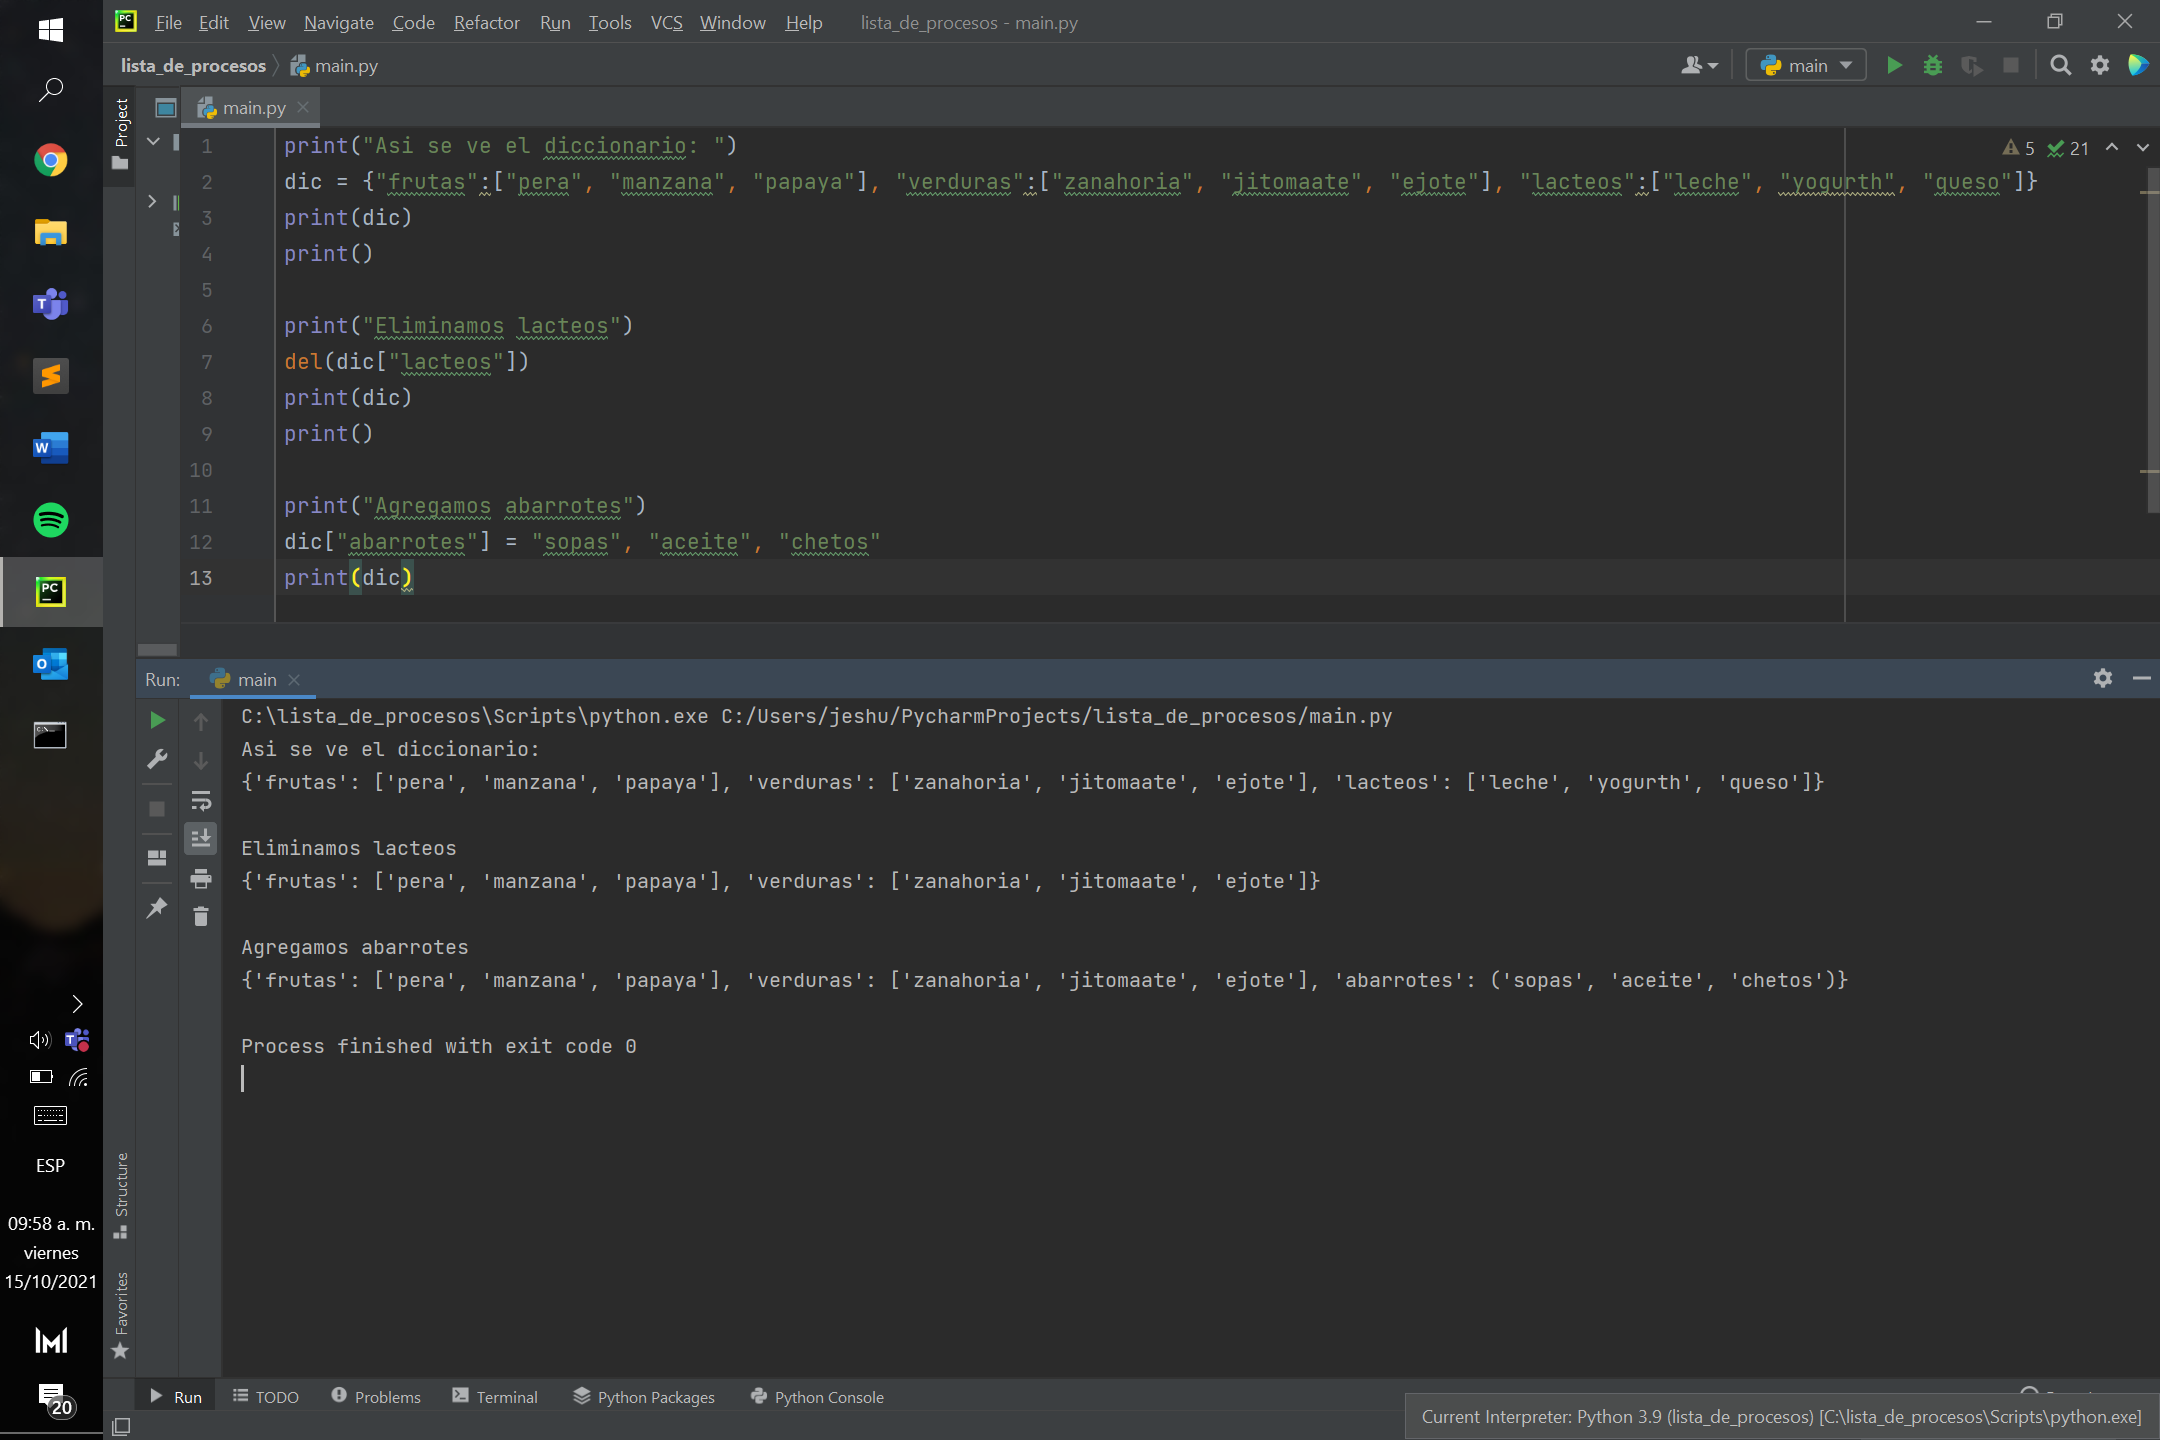 PC File Edit View Navigate Code Refactor Run Tools VCS Window Help lista_de_procesos - main.py
lista_de_procesos main.py main
Project
main.py
5 21
1 print("Asi se ve el diccionario: ")
2 dic = {"frutas":["pera", "manzana", "papaya"], "verduras":["zanahoria", "jitomaate", "ejote"], "lacteos":["leche", "yogurth", "queso"]}
3 print(dic)
4 print()
5
6 print("Eliminamos lacteos")
7 del(dic["lacteos"])
8 print(dic)
9 print()
10
11 print("Agregamos abarrotes")
12 dic["abarrotes"] = "sopas", "aceite", "chetos"
13 print(dic)
Run: main
C:\lista_de_procesos\Scripts\python.exe C:/Users/jeshu/PycharmProjects/lista_de_procesos/main.py
Asi se ve el diccionario:
{'frutas': ['pera', 'manzana', 'papaya'], 'verduras': ['zanahoria', 'jitomaate', 'ejote'], 'lacteos': ['leche', 'yogurth', 'queso']}
Eliminamos lacteos
{'frutas': ['pera', 'manzana', 'papaya'], 'verduras': ['zanahoria', 'jitomaate', 'ejote']}
Agregamos abarrotes
{'frutas': ['pera', 'manzana', 'papaya'], 'verduras': ['zanahoria', 'jitomaate', 'ejote'], 'abarrotes': ('sopas', 'aceite', 'chetos')}
Process finished with exit code 0
Structure
Favorites
Run TODO Problems Terminal Python Packages Python Console
Current Interpreter: Python 3.9 (lista_de_procesos) [C:\lista_de_procesos\Scripts\python.exe]
T
W
PC
O
T
ESP
09:58 a. m.
viernes
15/10/2021
20